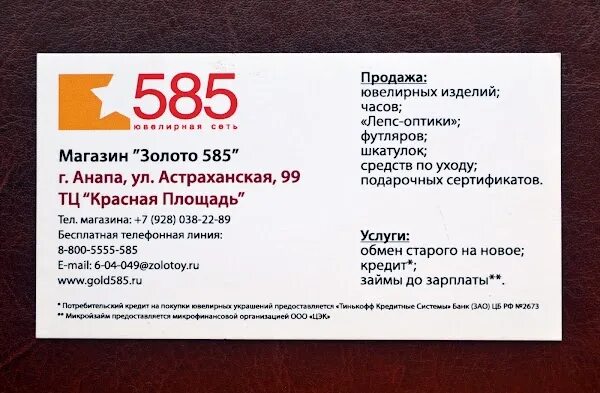 585
ювелирная сеть
Магазин "Золото 585"
г. Анапа, ул. Астраханская, 99
ТЦ "Красная Площадь"
Тел. магазина: +7 (928) 038-22-89
Бесплатная телефонная линия:
8-800-5555-585
E-mail: 6-04-049@zolotoy.ru
www.gold585.ru
Продажа:
ювелирных изделий;
часов;
«Лепс-оптики»;
футляров;
шкатулок;
средств по уходу;
подарочных сертификатов.
Услуги:
обмен старого на новое;
кредит*;
займы до зарплаты**.
* Потребительский кредит на покупки ювелирных украшений предоставляется «Тинькофф Кредитные Системы» Банк (ЗАО) ЦБ РФ №2673
** Микрозайм предоставляется микрофинансовой организацией ООО «ЦЭК»